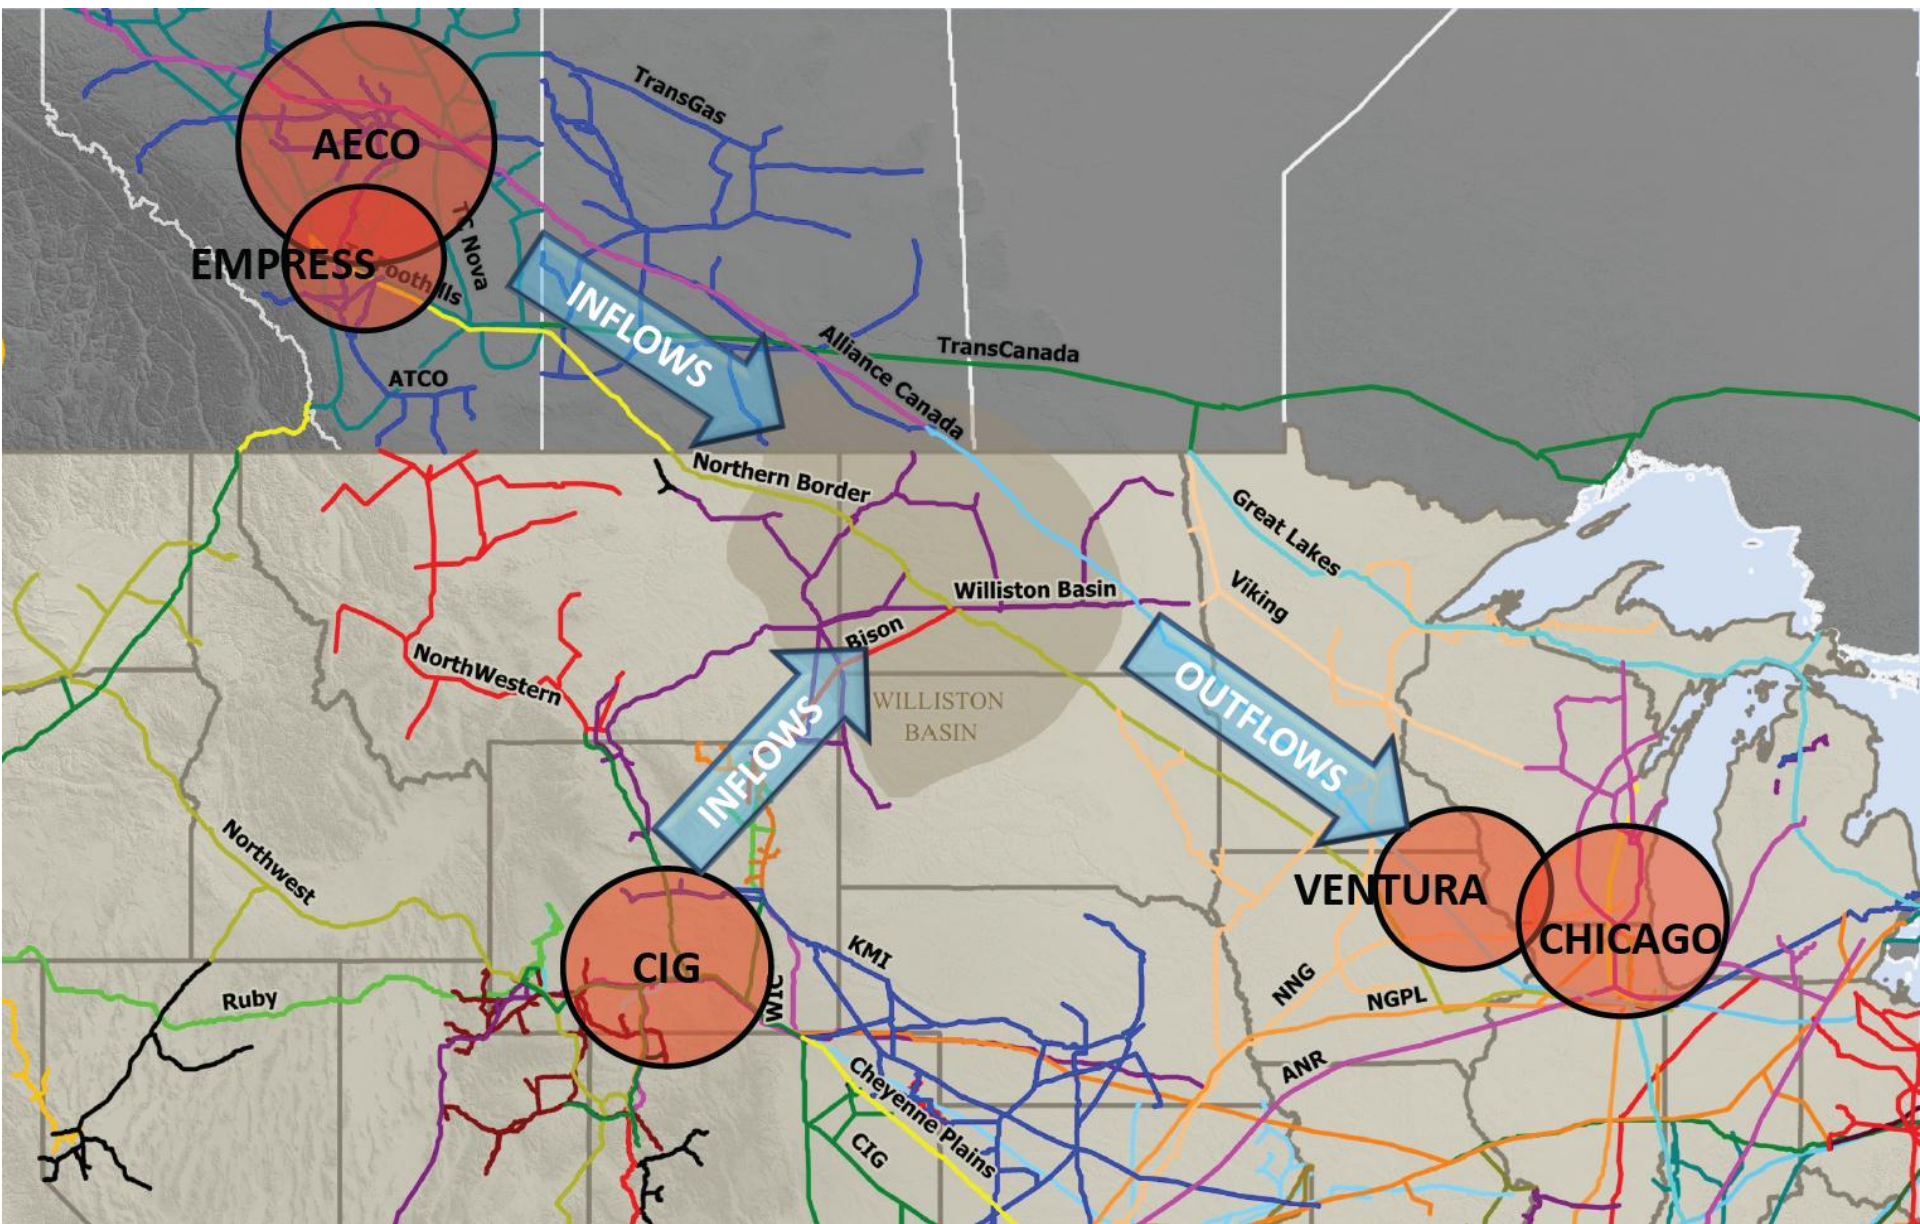 TransGas
AECO
TC Nova
EMPRESS
Foothills
INFLOWS
ATCO
Alliance Canada
TransCanada
Northern Border
Great Lakes
Viking
Williston Basin
Bison
NorthWestern
OUTFLOWS
WILLISTON
BASIN
INFLOWS
Northwest
VENTURA
CHICAGO
KMI
CIG
WIC
NNG
NGPL
Ruby
ANR
Cheyenne Plains
CIG